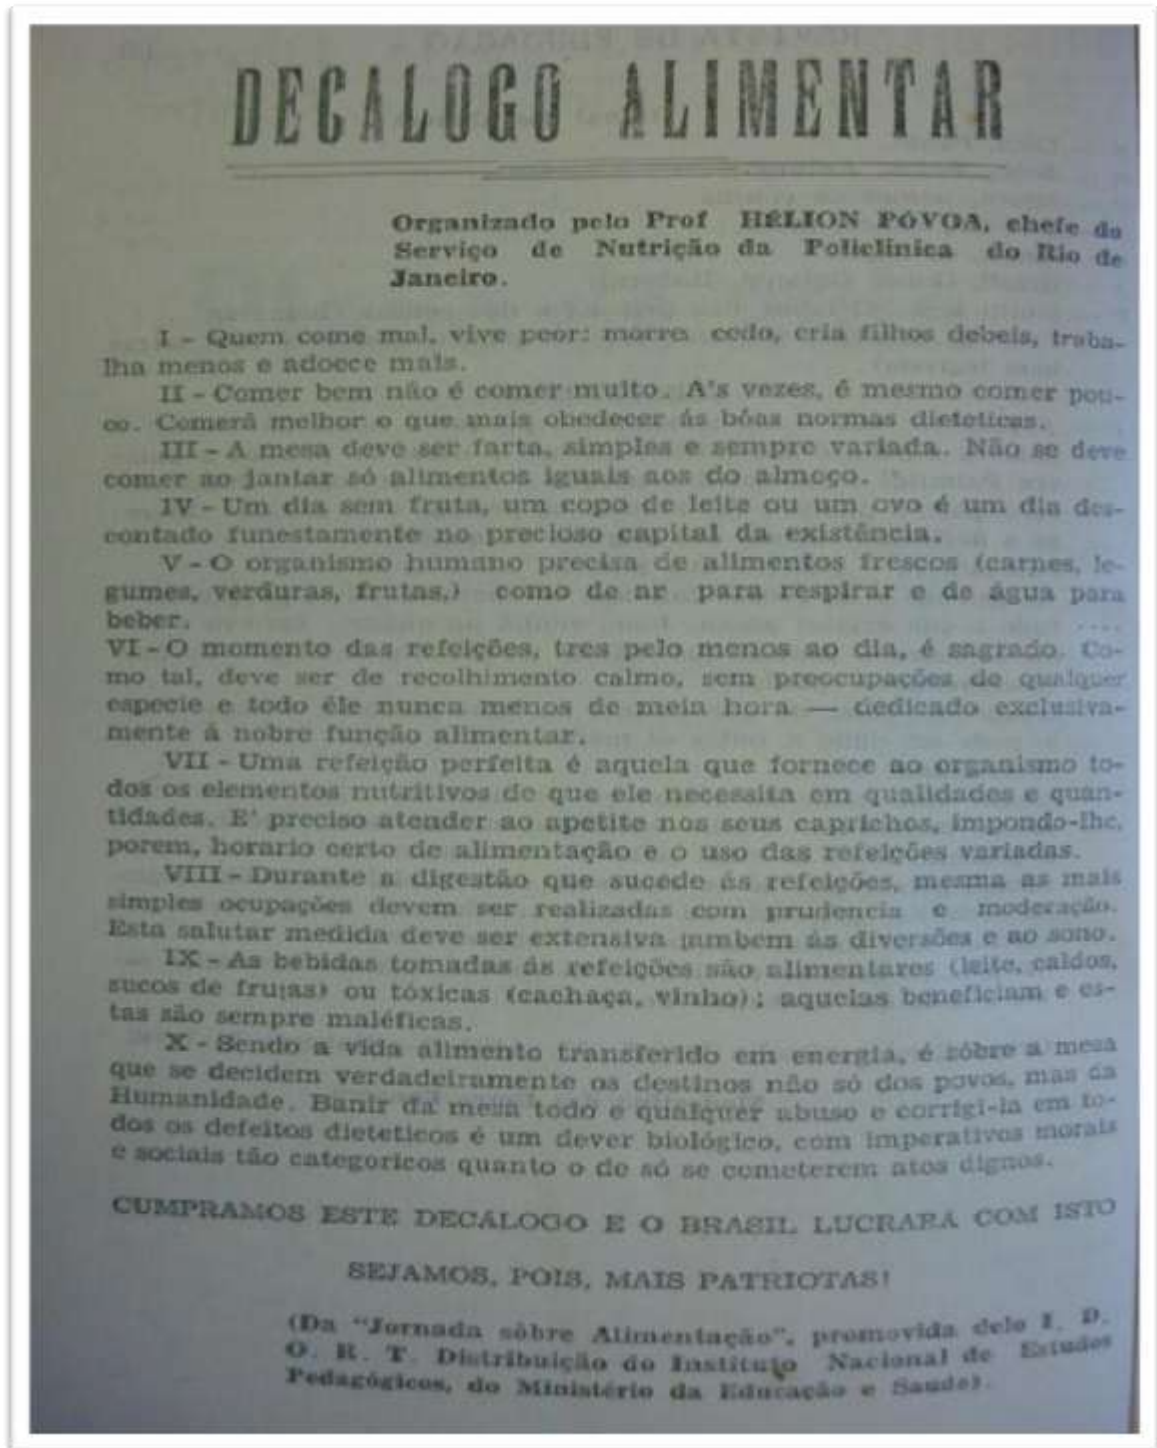 DECALOGO ALIMENTAR
Organizado pelo Prof HÉLION PÓVOA, chefe do
Serviço de Nutrição da Policlínica do Rio de
Janeiro.
I - Quem come mal, vive peor: morre cedo, cria filhos debeis, traba-
lha menos e adoece mais.
II - Comer bem não é comer muito. A's vezes, é mesmo comer pou-
co. Comerá melhor o que mais obedecer ás bôas normas dieteticas.
III - A mesa deve ser farta, simples e sempre variada. Não se deve
comer ao jantar só alimentos iguais aos do almoço.
IV - Um dia sem fruta, um copo de leite ou um ovo é um dia des-
contado funestamente no precioso capital da existência.
V - O organismo humano precisa de alimentos frescos (carnes, le-
gumes, verduras, frutas,) como de ar para respirar e de água para
beber.
VI - O momento das refeições, tres pelo menos ao dia, é sagrado. Co-
mo tal, deve ser de recolhimento calmo, sem preocupações de qualquer
especie e todo êle nunca menos de meia hora — dedicado exclusiva-
mente á nobre função alimentar.
VII - Uma refeição perfeita é aquela que fornece ao organismo to-
dos os elementos nutritivos de que ele necessita em qualidades e quan-
tidades. E' preciso atender ao apetite nos seus caprichos, impondo-lhe,
porem, horario certo de alimentação e o uso das refeições variadas.
VIII - Durante a digestão que sucede ás refeições, mesma as mais
simples ocupações devem ser realizadas com prudencia e moderação.
Esta salutar medida deve ser extensiva tambem ás diversões e ao sono.
IX - As bebidas tomadas ás refeições são alimentares (leite, caldos,
sucos de frutas) ou tóxicas (cachaça, vinho); aquelas beneficiam e es-
tas são sempre maléficas.
X - Sendo a vida alimento transferido em energia, é sôbre a mesa
que se decidem verdadeiramente os destinos não só dos povos, mas da
Humanidade. Banir da mesa todo e qualquer abuso e corrigi-la em to-
dos os defeitos dieteticos é um dever biológico, com imperativos morais
e sociais tão categoricos quanto o de só se cometerem atos dignos.
CUMPRAMOS ESTE DECÁLOGO E O BRASIL LUCRARÁ COM ISTO
SEJAMOS, POIS, MAIS PATRIOTAS!
(Da "Jornada sôbre Alimentação", promovida delo I. D.
O. R. T. Distribuição do Instituto Nacional de Estudos
Pedagógicos, do Ministério da Educação e Saude).